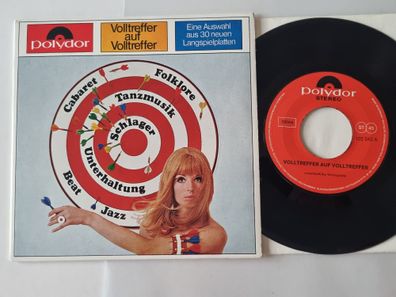 Polydor
Volltreffer
auf
Volltreffer
Eine Auswahl
aus 30 neuen
Langspielplatten
Cabaret
Folklore
Tanzmusik
Schlager
Unterhaltung
Beat
Jazz
Polydor
STEREO
VOLLTREFFER AUF VOLLTREFFER